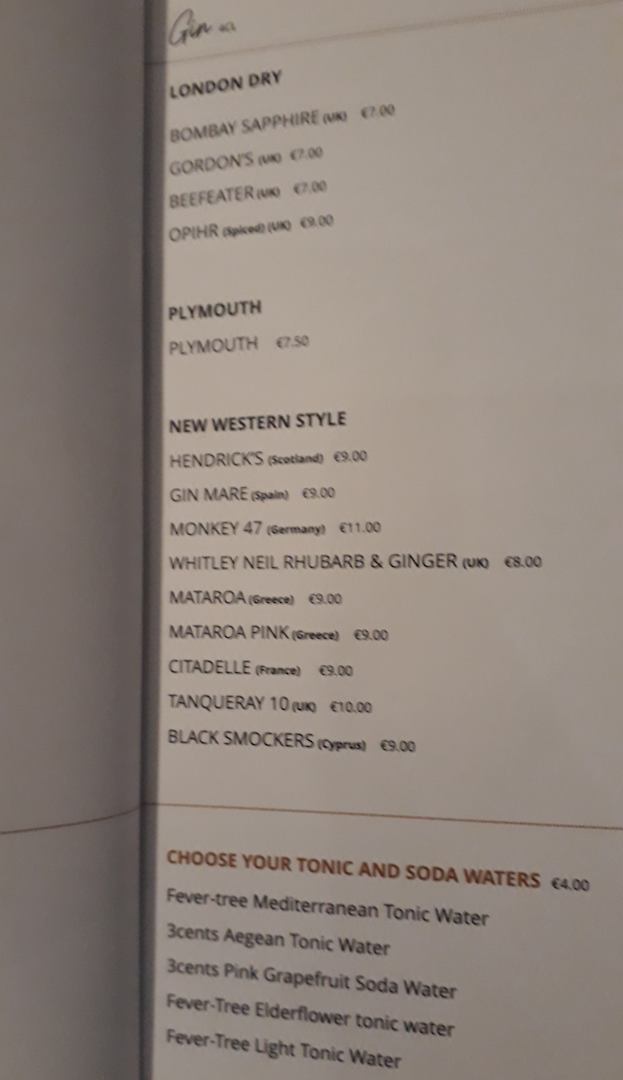 Gin 4CL
LONDON DRY
BOMBAY SAPPHIRE (UK) €7.00
GORDON'S (UK) €7.00
BEEFEATER (UK) €7.00
OPIHR (Spiced) (UK) €9.00
PLYMOUTH
PLYMOUTH €7.50
NEW WESTERN STYLE
HENDRICK'S (Scotland) €9.00
GIN MARE (Spain) €9.00
MONKEY 47 (Germany) €11.00
WHITLEY NEIL RHUBARB & GINGER (UK) €8.00
MATAROA (Greece) €9.00
MATAROA PINK (Greece) €9.00
CITADELLE (France) €9.00
TANQUERAY 10 (UK) €10.00
BLACK SMOCKERS (Cyprus) €9.00
CHOOSE YOUR TONIC AND SODA WATERS €4.00
Fever-tree Mediterranean Tonic Water
3cents Aegean Tonic Water
3cents Pink Grapefruit Soda Water
Fever-Tree Elderflower tonic water
Fever-Tree Light Tonic Water